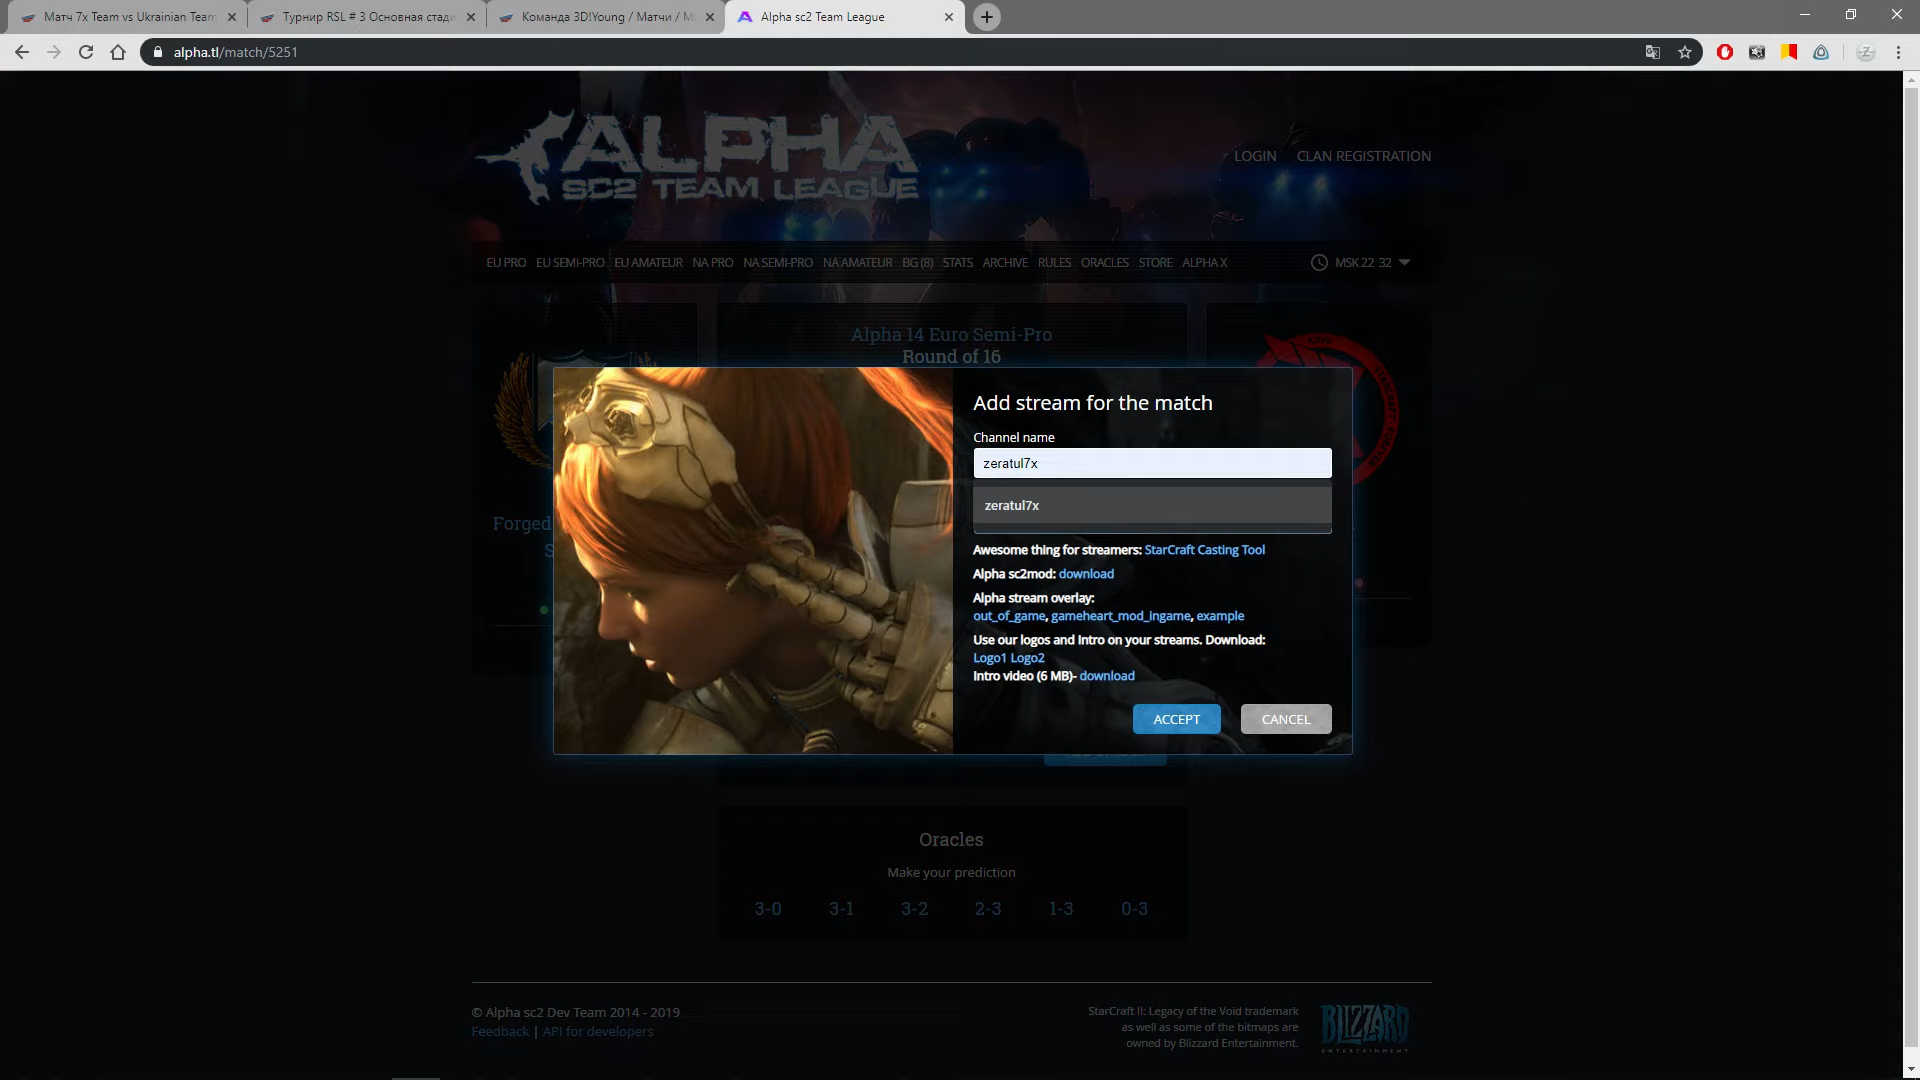 Матч 7x Team vs Ukrainian Team
Турнир RSL # 3 Основная стади
Команда 3D!Young / Матчи / М
Alpha sc2 Team League
alpha.tl/match/5251
ALPHA
SC2 TEAM LEAGUE
LOGIN CLAN REGISTRATION
EU PRO EU SEMI-PRO EU AMATEUR NA PRO NA SEMI-PRO NA AMATEUR BG (8) STATS ARCHIVE RULES ORACLES STORE ALPHA X MSK 22 32
Alpha 14 Euro Semi-Pro
Round of 16
Forged
Add stream for the match
Channel name
zeratul7x
zeratul7x
Awesome thing for streamers: StarCraft Casting Tool
Alpha sc2mod: download
Alpha stream overlay:
out_of_game, gameheart_mod_ingame, example
Use our logos and Intro on your streams. Download:
Logo1 Logo2
Intro video (6 MB)- download
ACCEPT CANCEL
Oracles
Make your prediction
3-0 3-1 3-2 2-3 1-3 0-3
© Alpha sc2 Dev Team 2014 - 2019
Feedback | API for developers
StarCraft II: Legacy of the Void trademark
as well as some of the bitmaps are
owned by Blizzard Entertainment.
BLIZZARD
ENTERTAINMENT